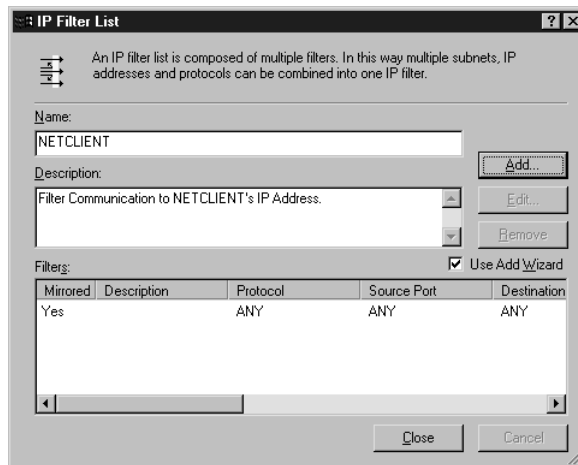 IP Filter List
An IP filter list is composed of multiple filters. In this way multiple subnets, IP
addresses and protocols can be combined into one IP filter.
Name:
NETCLIENT
Add...
Description:
Filter Communication to NETCLIENT's IP Address.
Edit...
Remove
Filters:
Use Add Wizard
Mirrored Description Protocol Source Port Destination
Yes ANY ANY ANY
Close Cancel